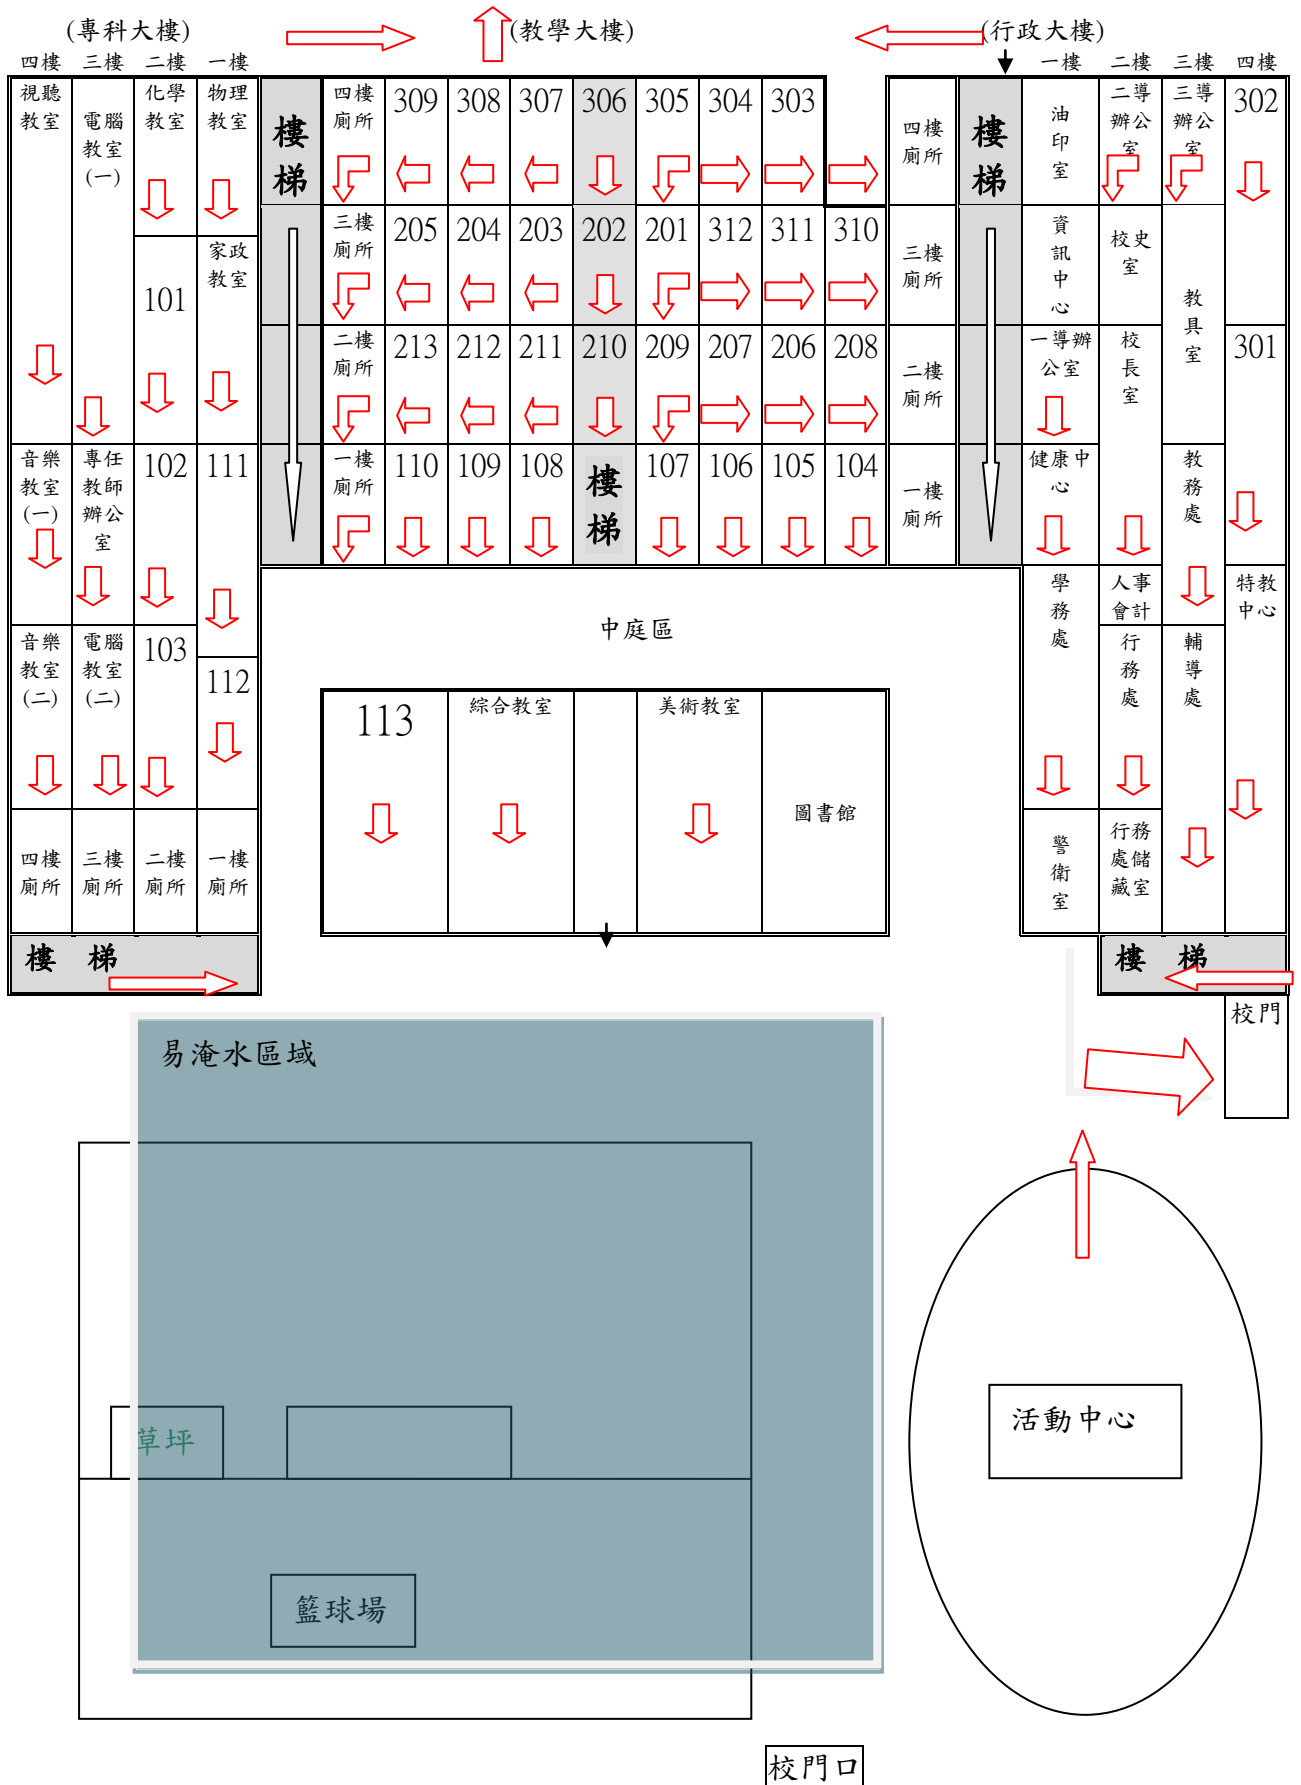 (專科大樓)
(教學大樓)
(行政大樓)
四樓 三樓 二樓 一樓
一樓 二樓 三樓 四樓
視聽
教室
電腦
教室
(一)
化學
教室
物理
教室
樓
梯
四樓
廁所
309 308 307 306 305 304 303
四樓
廁所
樓
梯
油
印
室
二導
辦公
室
三導
辦公
室
302
101
家政
教室
三樓
廁所
205 204 203 202 201 312 311 310
三樓
廁所
資
訊
中
心
校史
室
教
具
室
二樓
廁所
213 212 211 210 209 207 206 208
二樓
廁所
一導辦
公室
校
長
室
301
音樂
教室
(一)
專任
教師
辦公
室
102
111
一樓
廁所
110 109 108
樓
梯
107 106 105 104
一樓
廁所
健康中
心
教
務
處
中庭區
學
務
處
人事
會計
特教
中心
音樂
教室
(二)
電腦
教室
(二)
103
112
行
務
處
輔
導
處
113
綜合教室
美術教室
圖書館
四樓
廁所
三樓
廁所
二樓
廁所
一樓
廁所
警
衛
室
行務
處儲
藏室
樓 梯
樓 梯
校門
易淹水區域
草坪
活動中心
籃球場
校門口